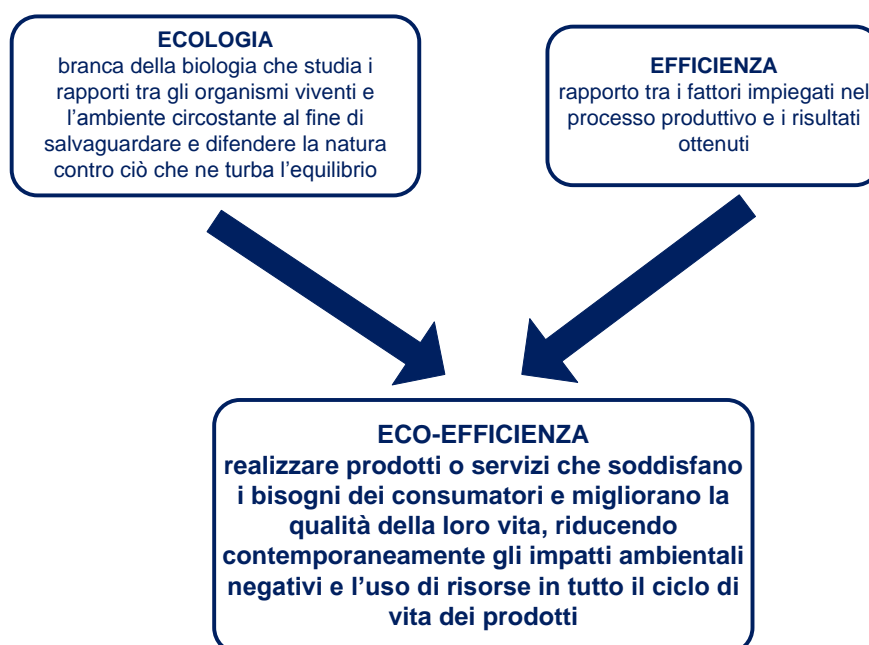 ECOLOGIA
branca della biologia che studia i
rapporti tra gli organismi viventi e
l’ambiente circostante al fine di
salvaguardare e difendere la natura
contro ciò che ne turba l’equilibrio
EFFICIENZA
rapporto tra i fattori impiegati nel
processo produttivo e i risultati
ottenuti
ECO-EFFICIENZA
realizzare prodotti o servizi che soddisfano
i bisogni dei consumatori e migliorano la
qualità della loro vita, riducendo
contemporaneamente gli impatti ambientali
negativi e l’uso di risorse in tutto il ciclo di
vita dei prodotti